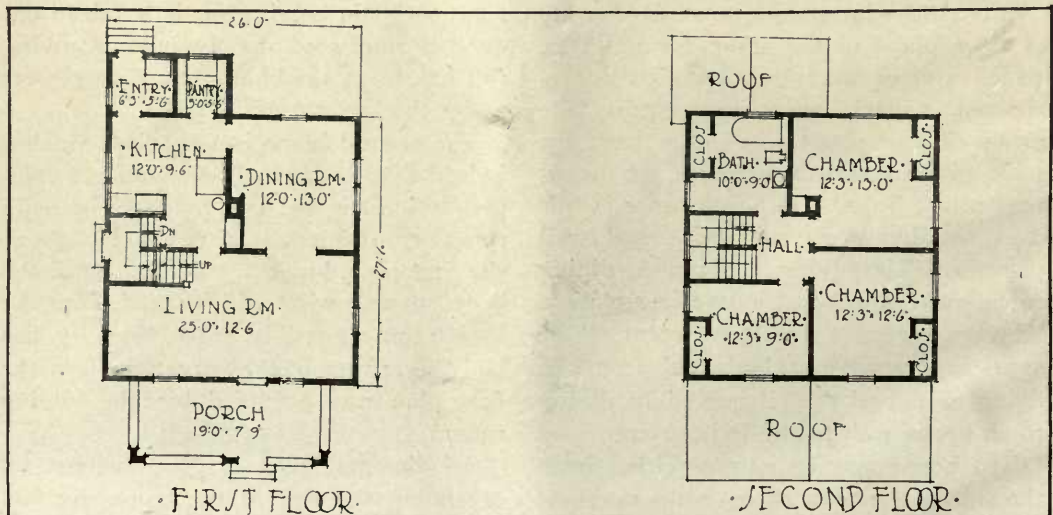 26'-0"
ENTRY
6'3"·5'6"
PANTRY
5'0"·5'6"
KITCHEN
12'0"·9'-6"
DINING RM·
12'·0"·13'·0"
27'·6"
DN
UP
LIVING RM·
25'·0"·12'·6
PORCH
19'·0"·7'9"
·FIRST FLOOR·
ROOF
CLOS
BATH·
10'·0"·9'·0"
CHAMBER·
12'·3"·13'·0"
CLOS·
HALL
·CHAMBER·
·12'·3"x 9'·0"·
CHAMBER·
12'·3"x 12'·6"
CLOS·
CLOS·
ROOF
·SECOND FLOOR·